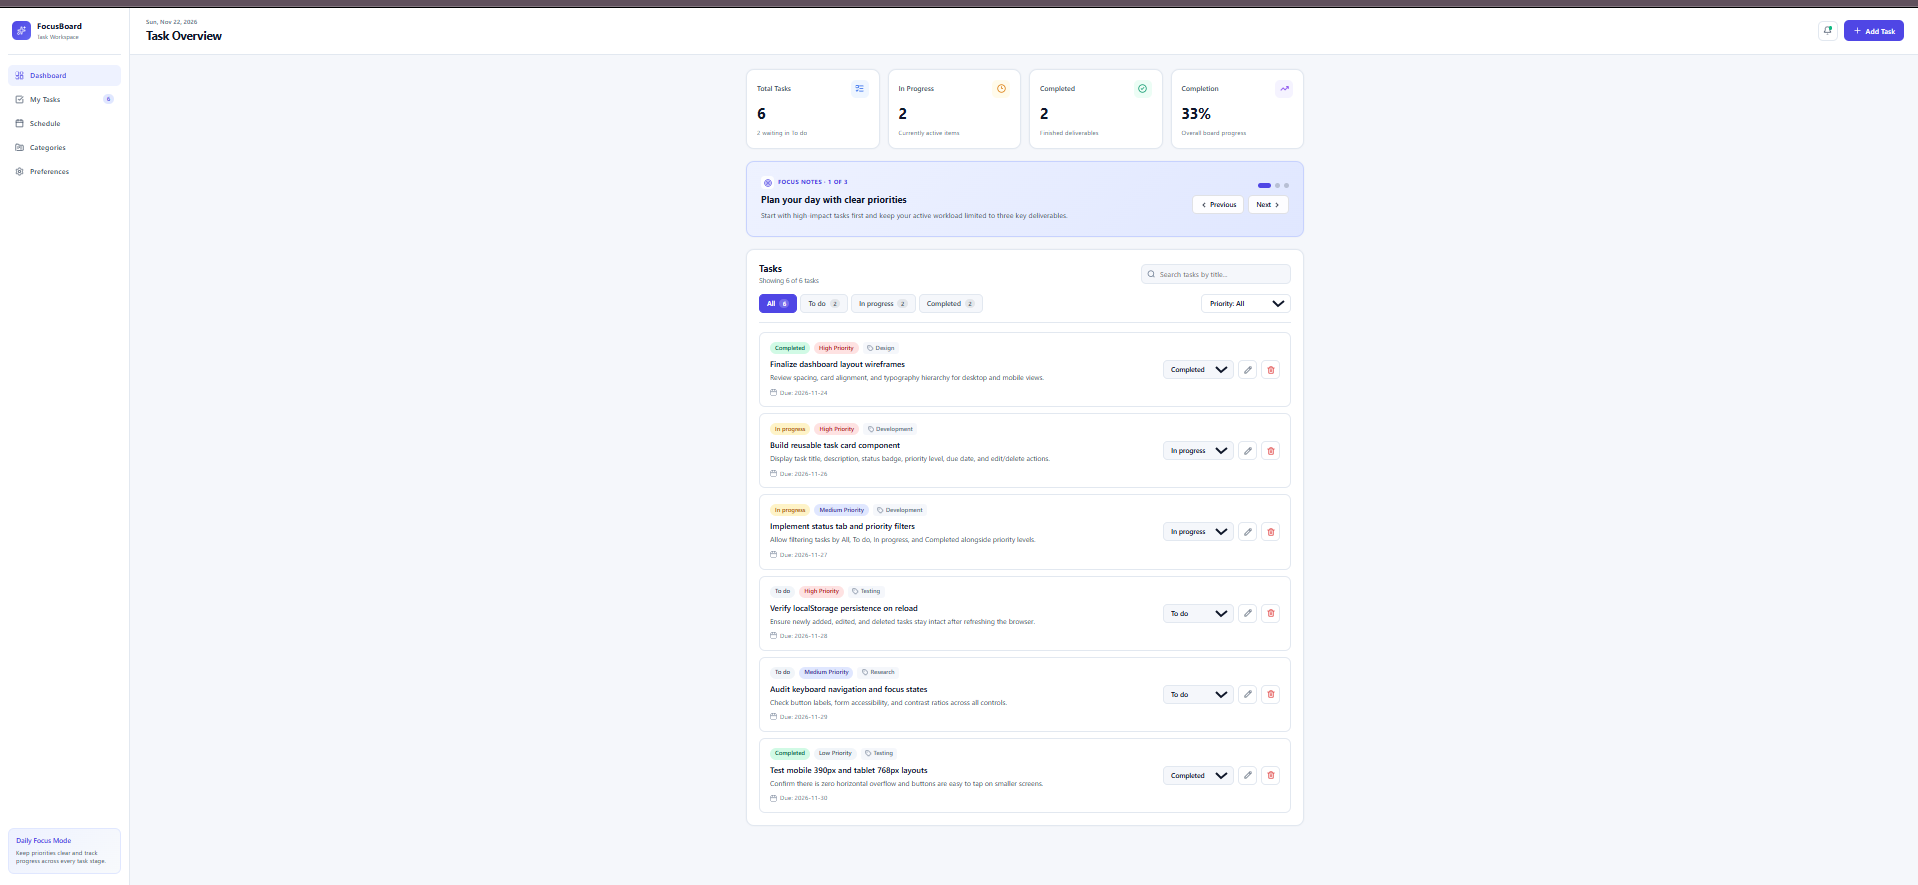 FocusBoard
Task Workspace
Dashboard
My Tasks 6
Schedule
Categories
Preferences
Daily Focus Mode
Keep priorities clear and track
progress across every task stage.
Sun, Nov 22, 2026
Task Overview
Add Task
Total Tasks
6
2 waiting in To do
In Progress
2
Currently active items
Completed
2
Finished deliverables
Completion
33%
Overall board progress
FOCUS NOTES · 1 OF 3
Plan your day with clear priorities
Start with high-impact tasks first and keep your active workload limited to three key deliverables.
Previous Next
Tasks
Showing 6 of 6 tasks
Search tasks by title...
All 6 To do 2 In progress 2 Completed 2 Priority: All
Completed High Priority Design
Finalize dashboard layout wireframes
Review spacing, card alignment, and typography hierarchy for desktop and mobile views.
Due: 2026-11-24
Completed
In progress High Priority Development
Build reusable task card component
Display task title, description, status badge, priority level, due date, and edit/delete actions.
Due: 2026-11-26
In progress
In progress Medium Priority Development
Implement status tab and priority filters
Allow filtering tasks by All, To do, In progress, and Completed alongside priority levels.
Due: 2026-11-27
In progress
To do High Priority Testing
Verify localStorage persistence on reload
Ensure newly added, edited, and deleted tasks stay intact after refreshing the browser.
Due: 2026-11-28
To do
To do Medium Priority Research
Audit keyboard navigation and focus states
Check button labels, form accessibility, and contrast ratios across all controls.
Due: 2026-11-29
To do
Completed Low Priority Testing
Test mobile 390px and tablet 768px layouts
Confirm there is zero horizontal overflow and buttons are easy to tap on smaller screens.
Due: 2026-11-30
Completed